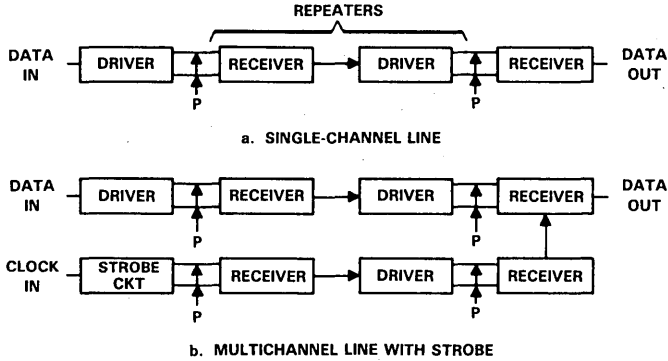 REPEATERS
DATA IN
DRIVER
RECEIVER
DRIVER
RECEIVER
DATA OUT
P
P
a. SINGLE-CHANNEL LINE
DATA IN
DRIVER
RECEIVER
DRIVER
RECEIVER
DATA OUT
P
P
CLOCK IN
STROBE CKT
RECEIVER
DRIVER
RECEIVER
P
P
b. MULTICHANNEL LINE WITH STROBE